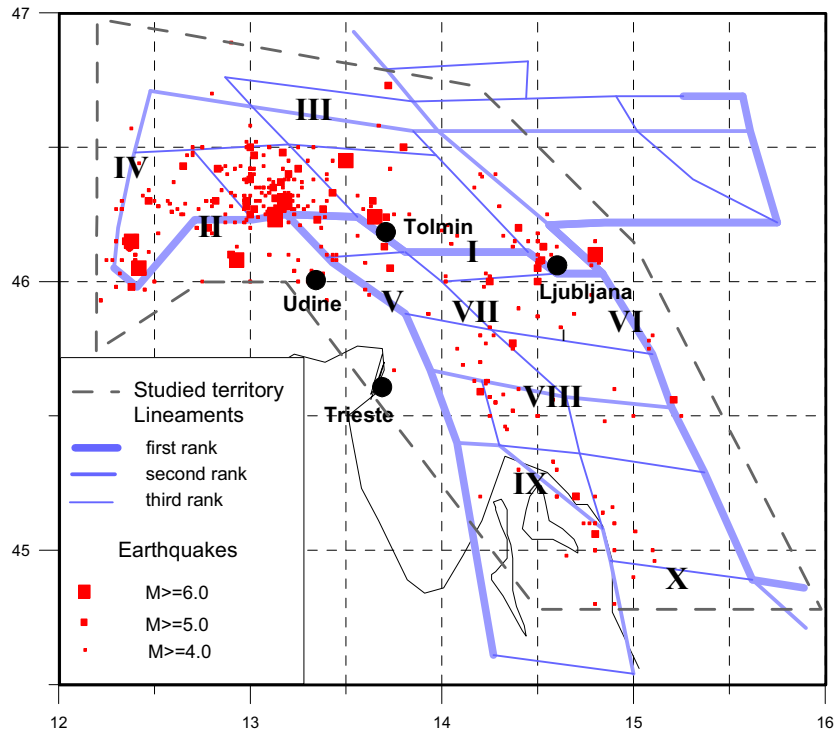 47
III
IV
II
Tolmin
I
46
Ljubljana
Udine
V
VII
VI
Studied territory
Lineaments
VIII
Trieste
first rank
second rank
third rank
IX
45
Earthquakes
X
M>=6.0
M>=5.0
M>=4.0
12 13 14 15 16